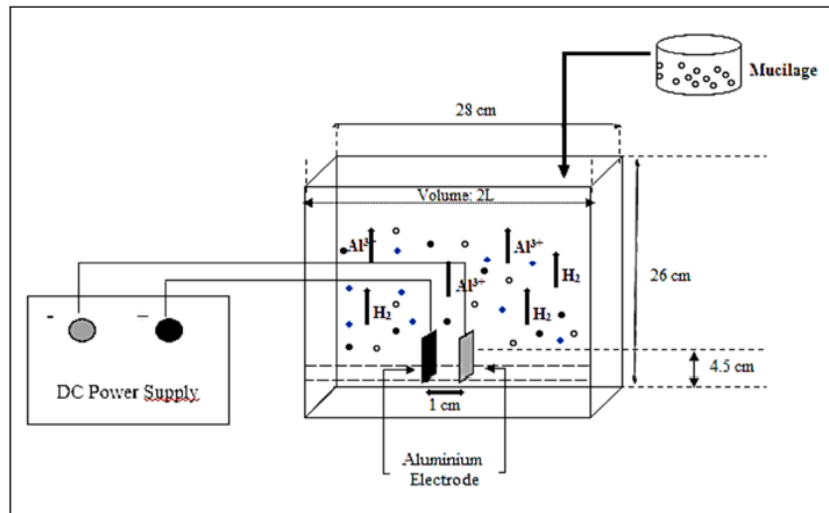 Mucilage
28 cm
Volume: 2L
Al³⁺
Al³⁺
Al³⁺
H₂
H₂
H₂
26 cm
- –
DC Power Supply
4.5 cm
1 cm
Aluminium
Electrode